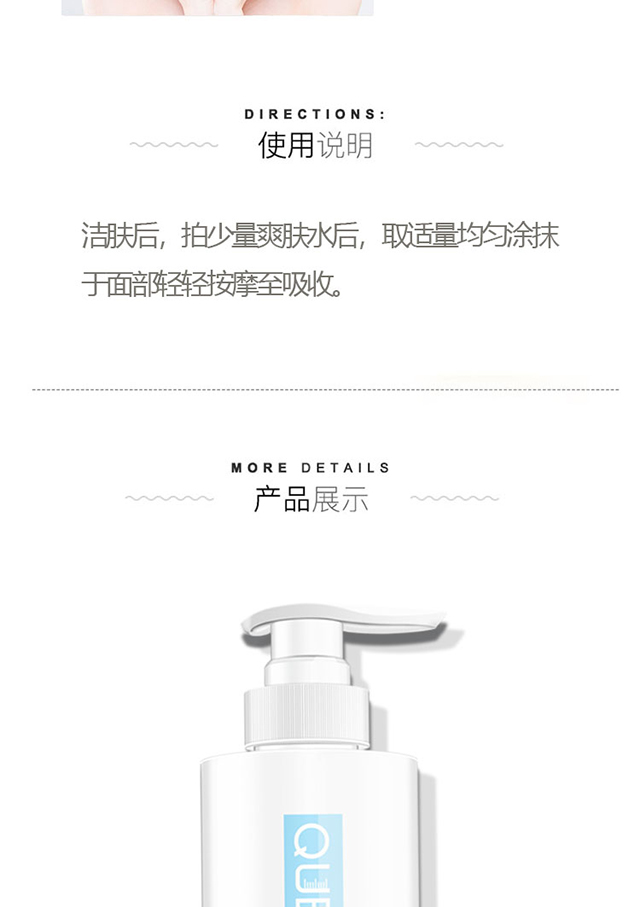 DIRECTIONS:
使用说明
洁肤后，拍少量爽肤水后，取适量均匀涂抹
于面部轻轻按摩至吸收。
MORE DETAILS
产品展示
QUE